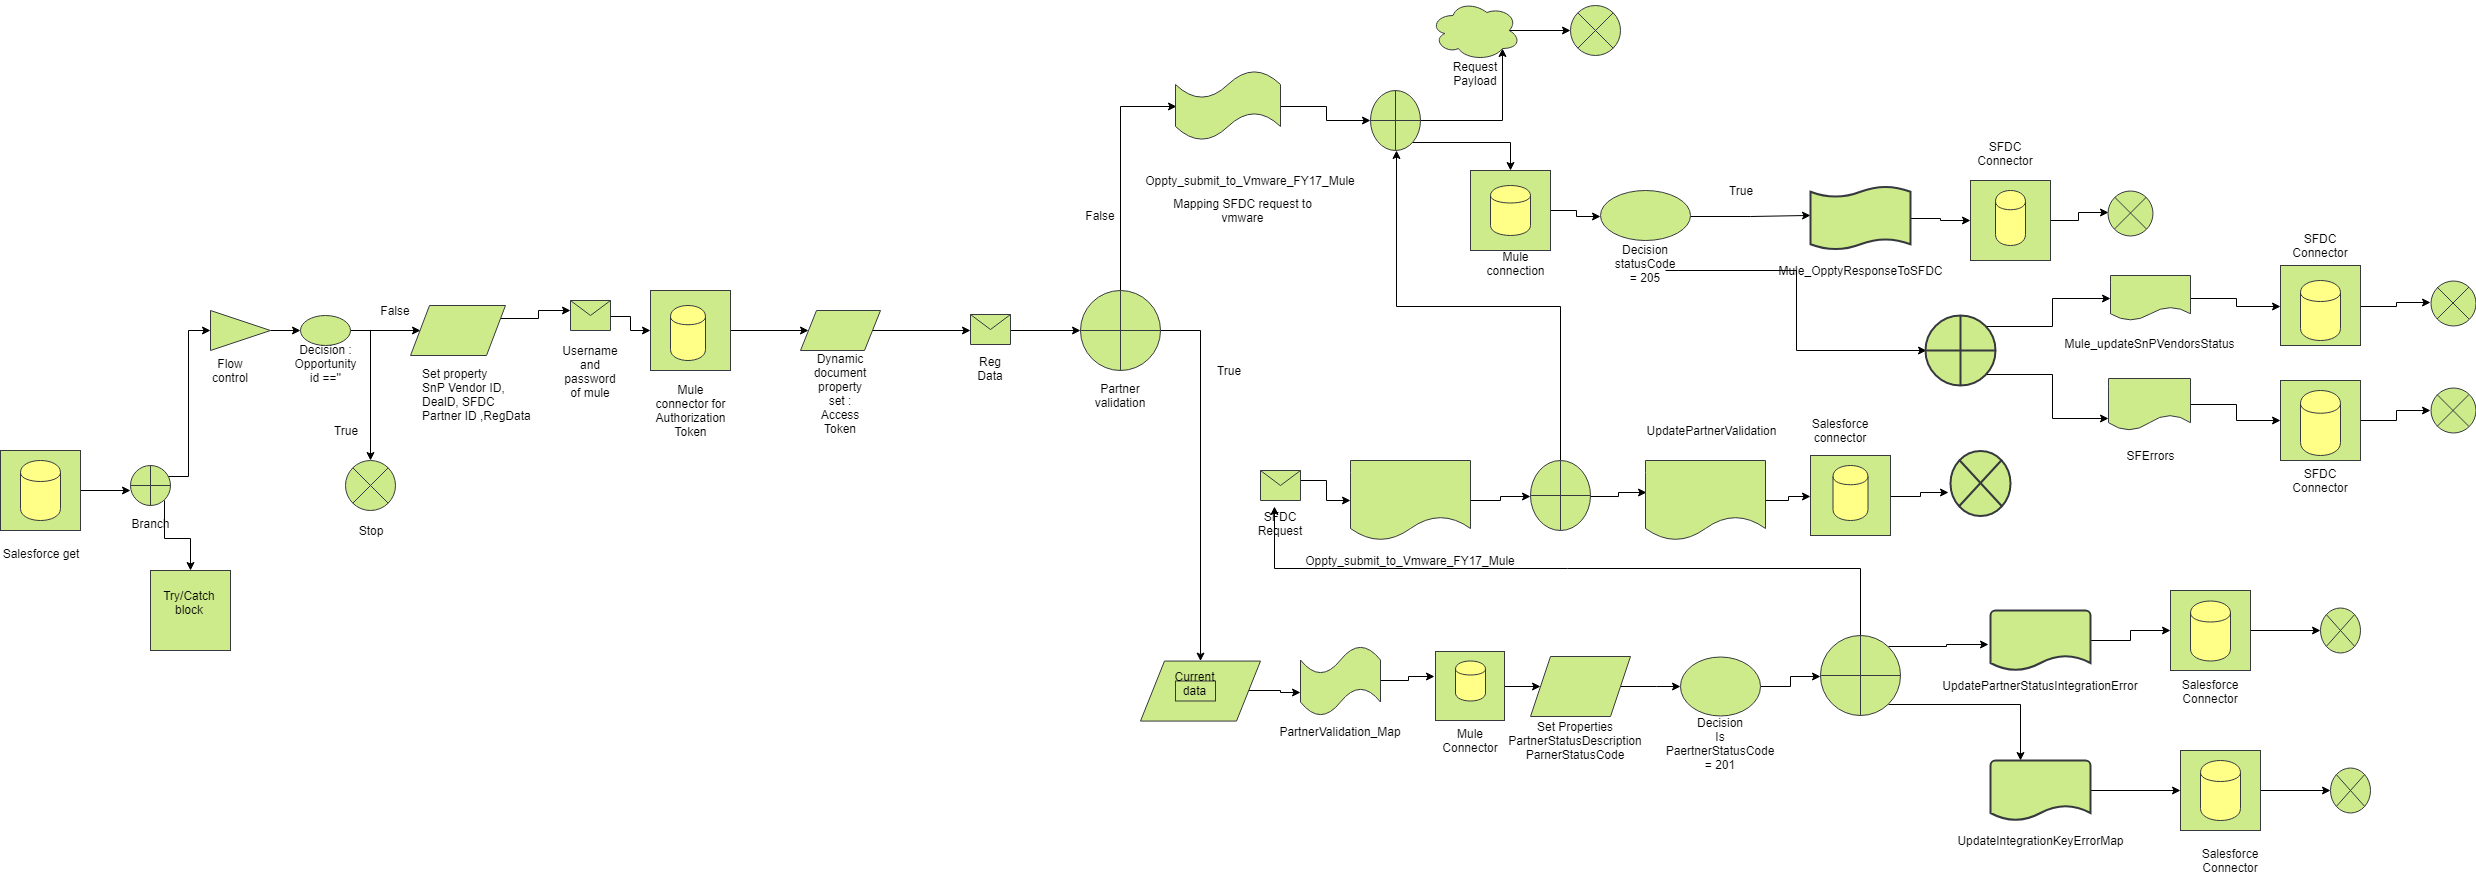 Request
Payload
SFDC
Connector
Oppty_submit_to_Vmware_FY17_Mule
Mapping SFDC request to
vmware
True
False
Mule
connection
Decision
statusCode
= 205
Mule_OpptyResponseToSFDC
SFDC
Connector
Mule_updateSnPVendorsStatus
SFErrors
SFDC
Connector
False
Decision :
Opportunity
id ==''
Flow
control
Set property
SnP Vendor ID,
DealD, SFDC
Partner ID ,RegData
Username
and
password
of mule
Mule
connector for
Authorization
Token
Dynamic
document
property
set :
Access
Token
Reg
Data
Partner
validation
True
True
Stop
Salesforce get
Branch
Try/Catch
block
SFDC
Request
Oppty_submit_to_Vmware_FY17_Mule
UpdatePartnerValidation
Salesforce
connector
Current
data
PartnerValidation_Map
Mule
Connector
Set Properties
PartnerStatusDescription
ParnerStatusCode
Decision
Is
PaertnerStatusCode
= 201
UpdatePartnerStatusIntegrationError
Salesforce
Connector
UpdateIntegrationKeyErrorMap
Salesforce
Connector